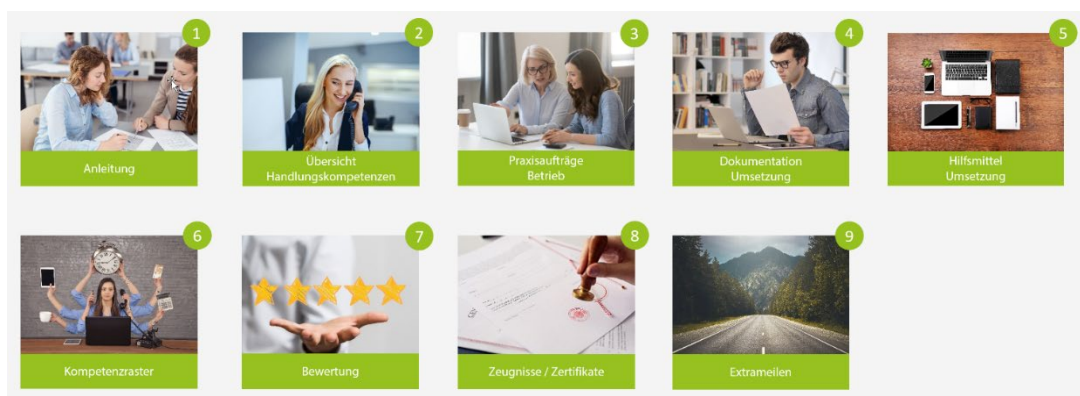 1
Anleitung
2
Übersicht
Handlungskompetenzen
3
Praxisaufträge
Betrieb
4
Dokumentation
Umsetzung
5
Hilfsmittel
Umsetzung
6
Kompetenzraster
7
Bewertung
8
Zeugnisse / Zertifikate
9
Extrameilen